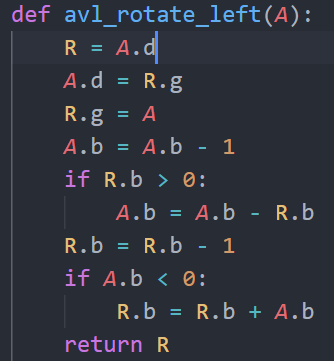 def avl_rotate_left(A):
    R = A.d
    A.d = R.g
    R.g = A
    A.b = A.b - 1
    if R.b > 0:
        A.b = A.b - R.b
    R.b = R.b - 1
    if A.b < 0:
        R.b = R.b + A.b
    return R